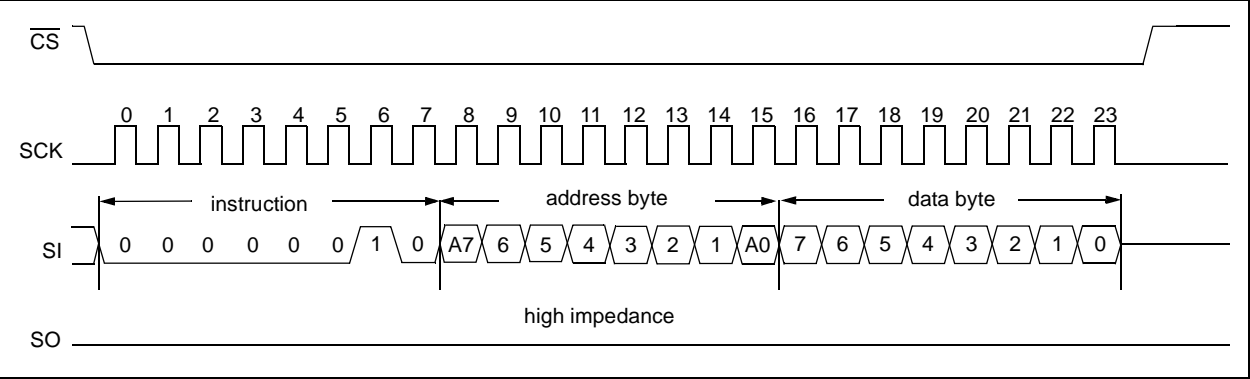 CS
0 1 2 3 4 5 6 7 8 9 10 11 12 13 14 15 16 17 18 19 20 21 22 23
SCK
instruction address byte data byte
SI 0 0 0 0 0 0 1 0 A7 6 5 4 3 2 1 A0 7 6 5 4 3 2 1 0
high impedance
SO